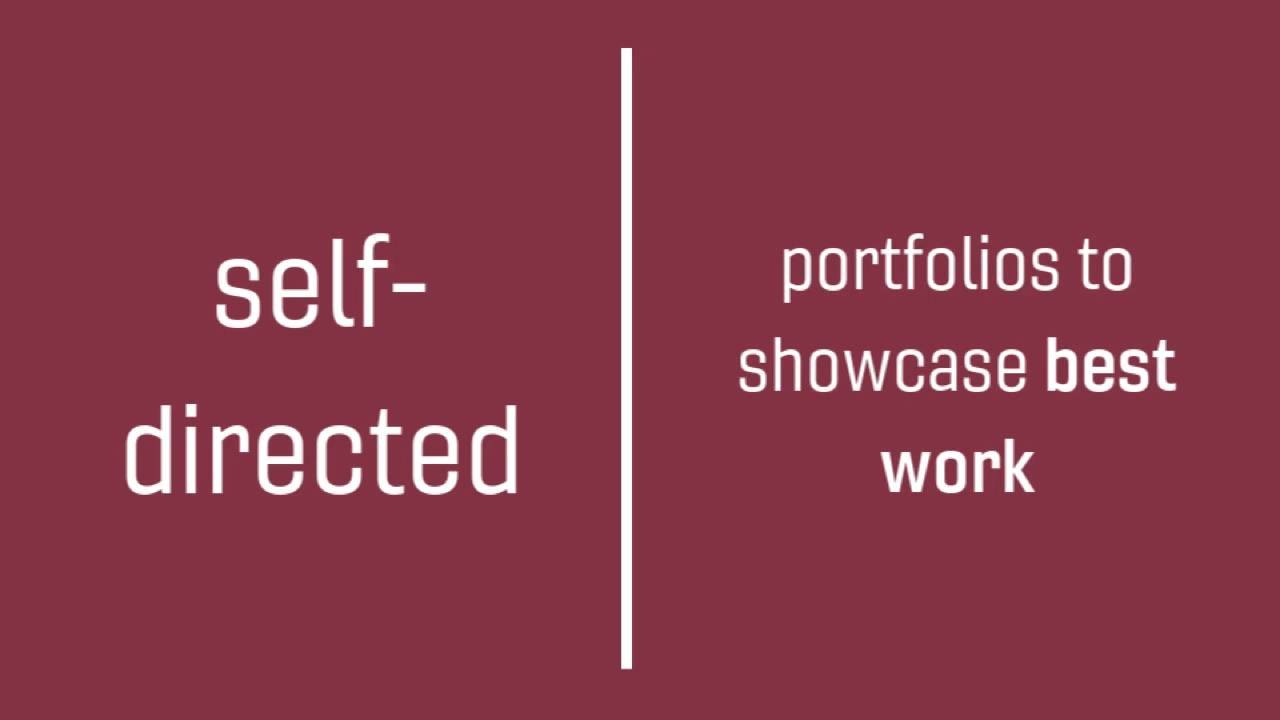 self-
directed
portfolios to
showcase best
work